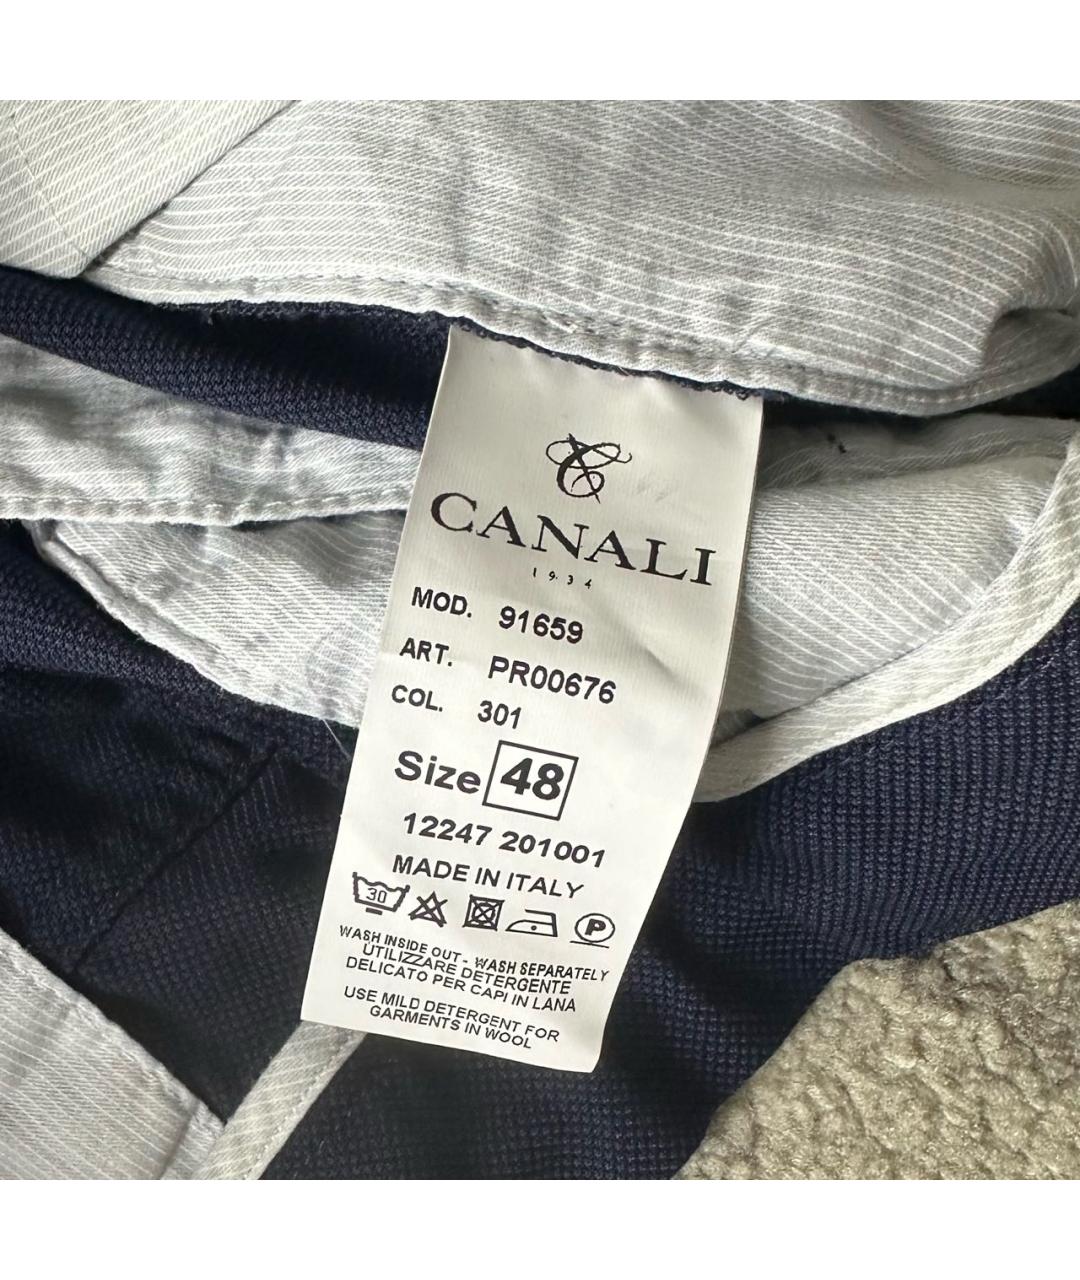 CANALI
1934
MOD. 91659
ART. PR00676
COL. 301
Size 48
12247 201001
MADE IN ITALY
30 P
WASH INSIDE OUT - WASH SEPARATELY
UTILIZZARE DETERGENTE
DELICATO PER CAPI IN LANA
USE MILD DETERGENT FOR
GARMENTS IN WOOL